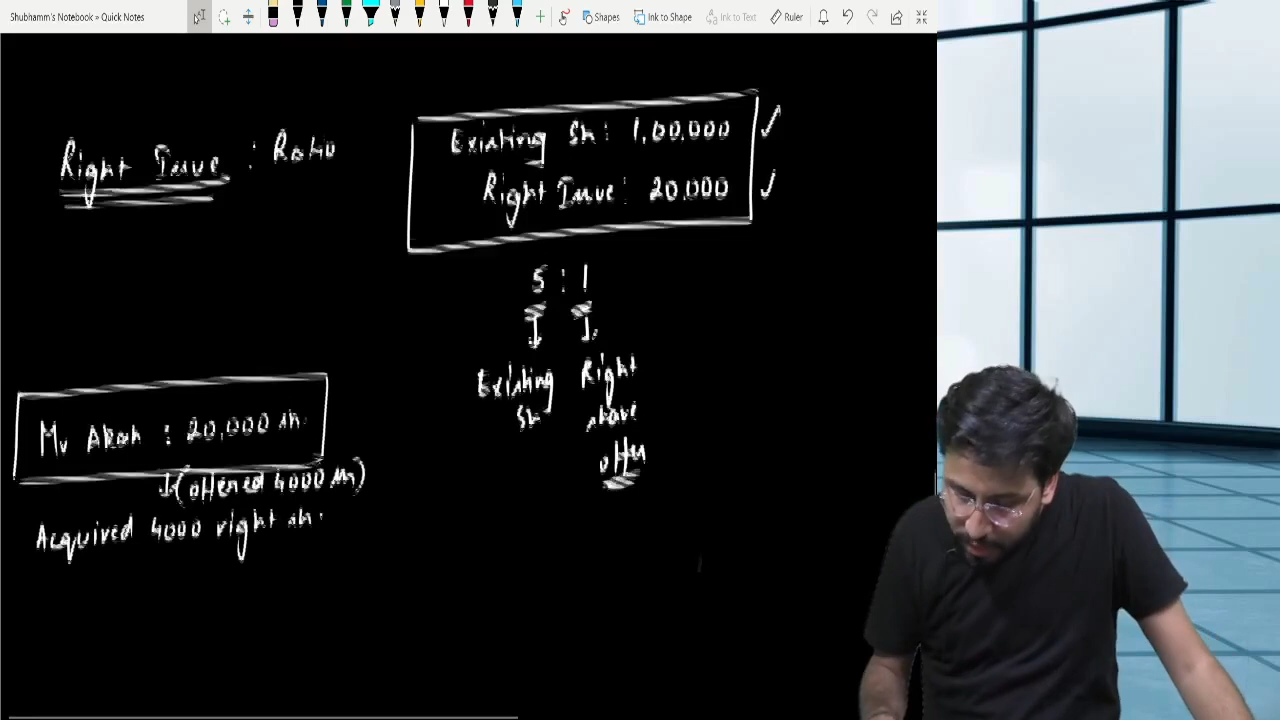 Shubhamm's Notebook » Quick Notes
Shapes
Ink to Shape
Ink to Text
Ruler
Right Issue : Ratio
Existing Sh: 1,00,000 ✓
Right Issue: 20,000 ✓
5 : 1
Existing Sh
Right share offer
Mr Akash : 20,000 sh.
(offered 4000 sh)
Acquired 4000 right sh.